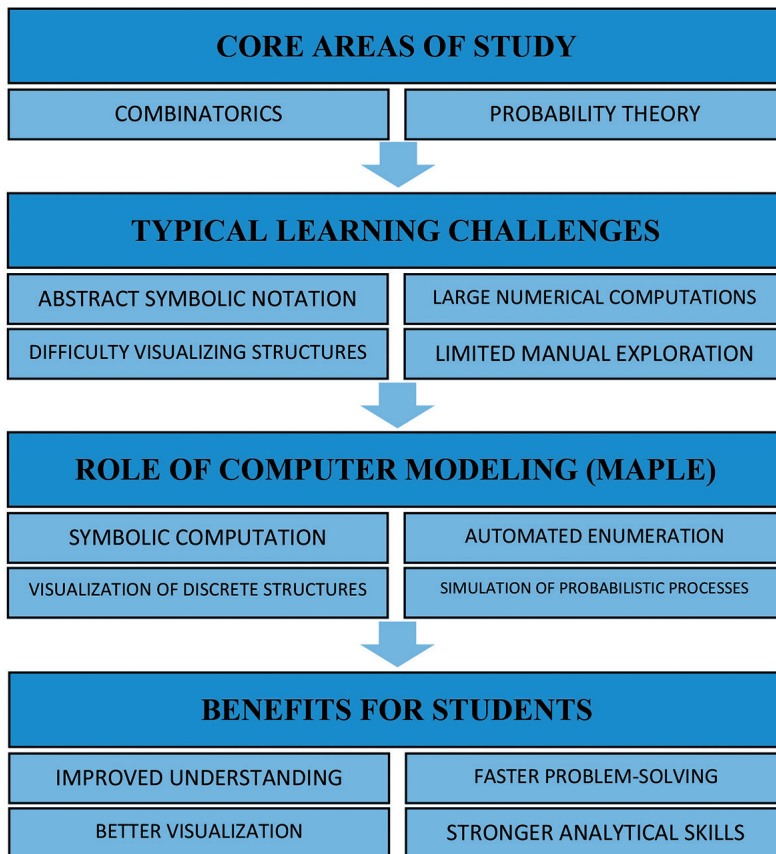 CORE AREAS OF STUDY
COMBINATORICS
PROBABILITY THEORY
TYPICAL LEARNING CHALLENGES
ABSTRACT SYMBOLIC NOTATION
LARGE NUMERICAL COMPUTATIONS
DIFFICULTY VISUALIZING STRUCTURES
LIMITED MANUAL EXPLORATION
ROLE OF COMPUTER MODELING (MAPLE)
SYMBOLIC COMPUTATION
AUTOMATED ENUMERATION
VISUALIZATION OF DISCRETE STRUCTURES
SIMULATION OF PROBABILISTIC PROCESSES
BENEFITS FOR STUDENTS
IMPROVED UNDERSTANDING
FASTER PROBLEM-SOLVING
BETTER VISUALIZATION
STRONGER ANALYTICAL SKILLS